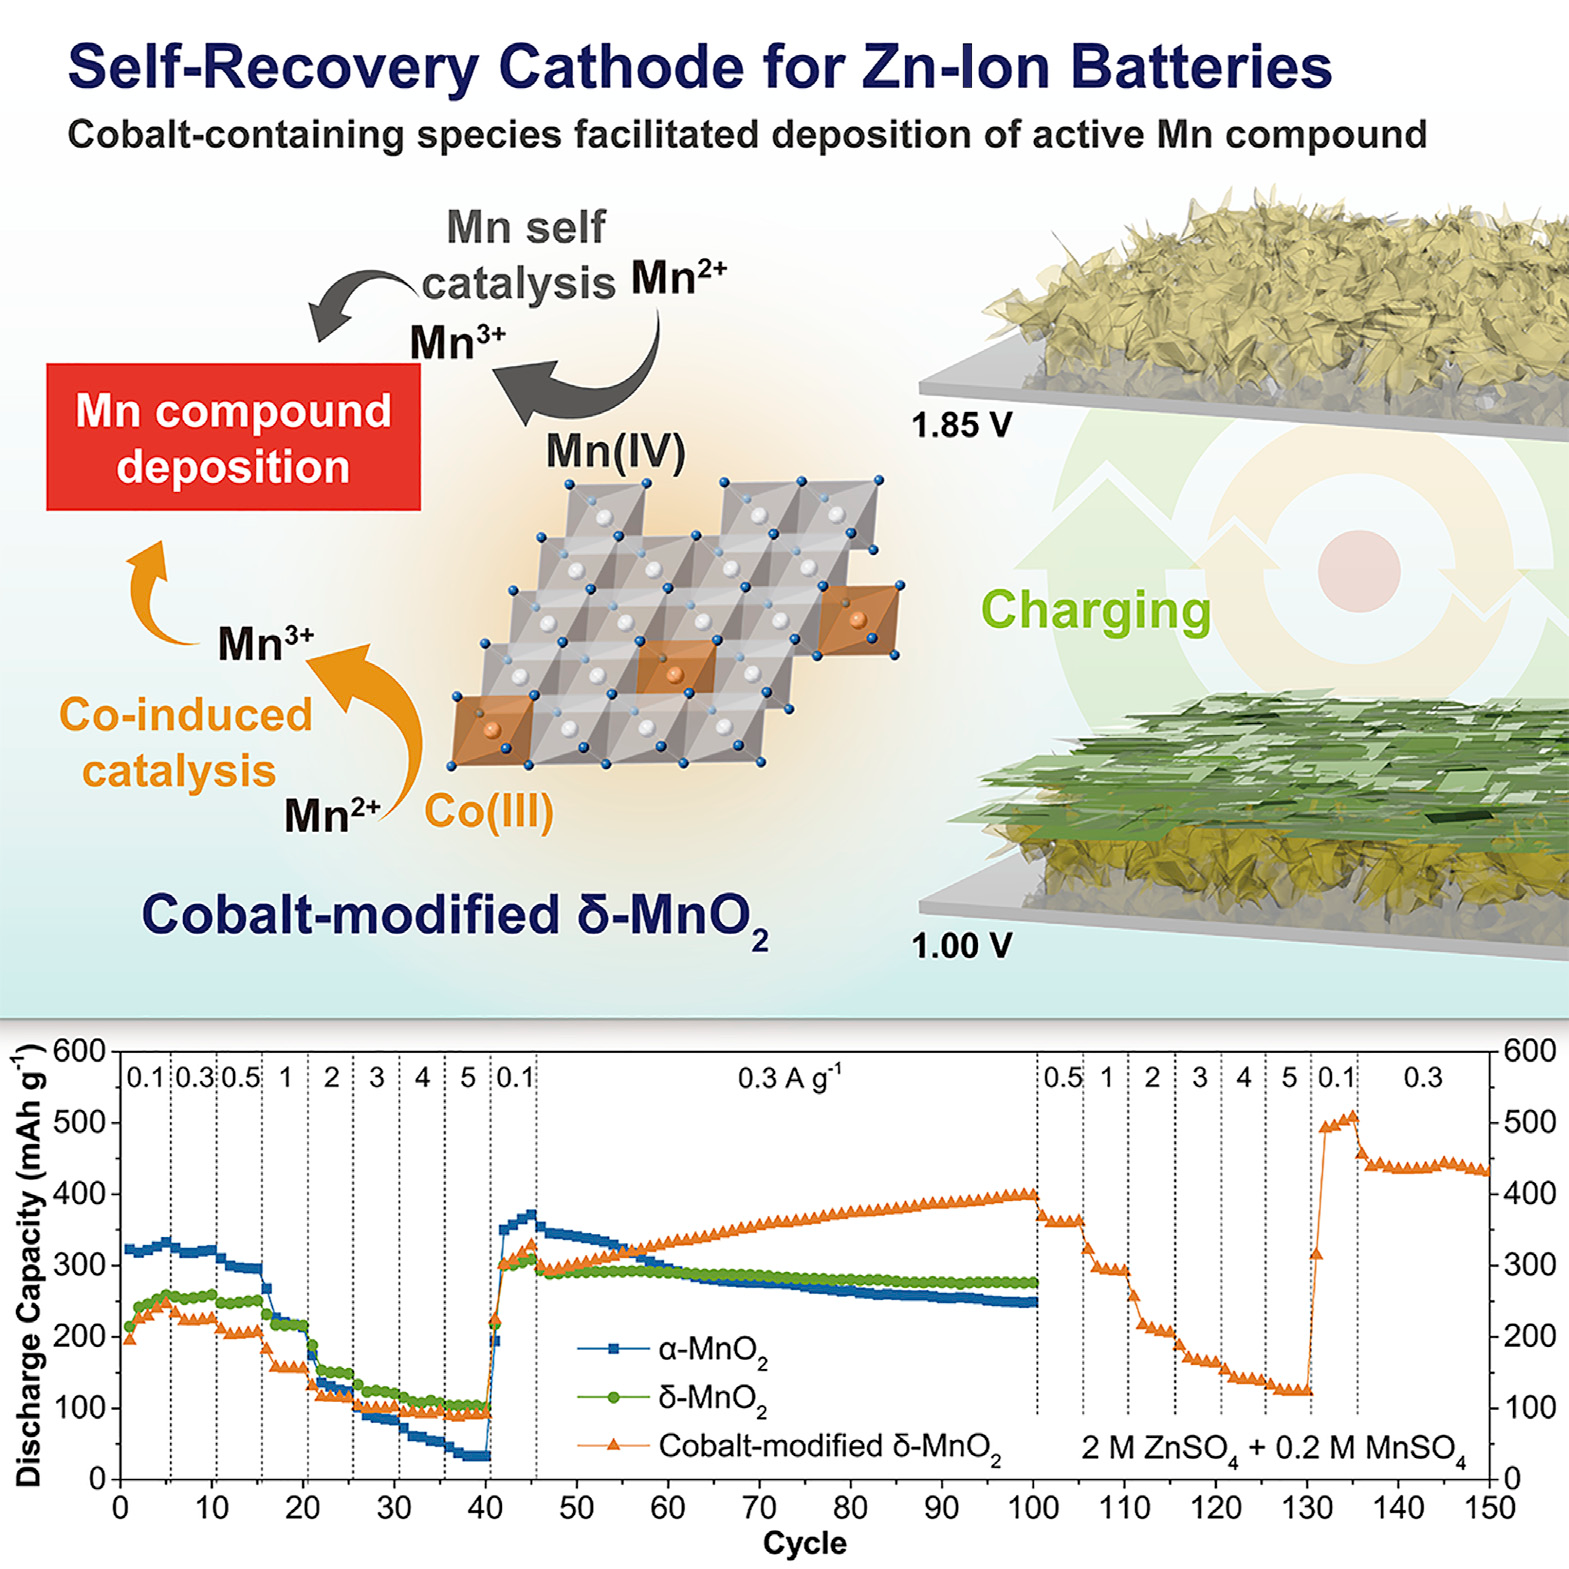 Self-Recovery Cathode for Zn-Ion Batteries
Cobalt-containing species facilitated deposition of active Mn compound
Mn self
catalysis
Mn²⁺
Mn³⁺
Mn compound
deposition
Mn(IV)
Mn³⁺
Co-induced
catalysis
Mn²⁺
Co(III)
Cobalt-modified δ-MnO₂
1.85 V
Charging
1.00 V
Discharge Capacity (mAh g⁻¹)
600
500
400
300
200
100
0
0.1 0.3 0.5 1 2 3 4 5 0.1 0.3 A g⁻¹ 0.5 1 2 3 4 5 0.1 0.3
α-MnO₂
δ-MnO₂
Cobalt-modified δ-MnO₂
2 M ZnSO₄ + 0.2 M MnSO₄
600
500
400
300
200
100
0
0 10 20 30 40 50 60 70 80 90 100 110 120 130 140 150
Cycle